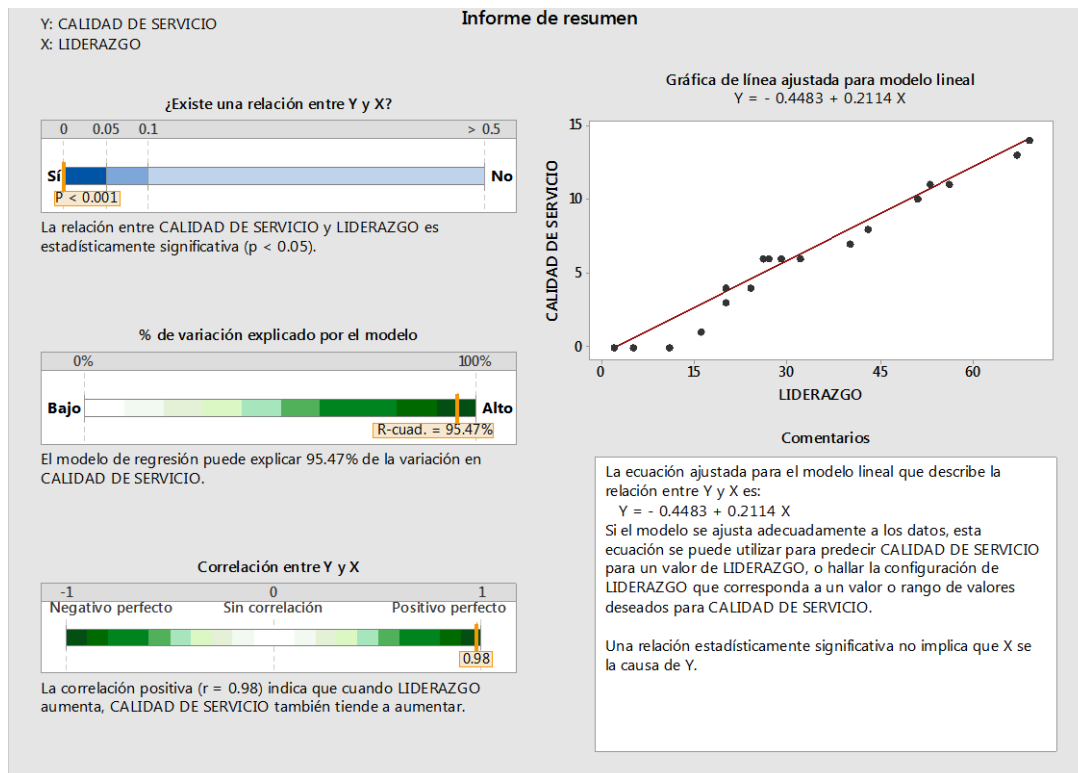 Informe de resumen
Y: CALIDAD DE SERVICIO
X: LIDERAZGO
¿Existe una relación entre Y y X?
0 0.05 0.1 > 0.5
Sí No
P < 0.001
La relación entre CALIDAD DE SERVICIO y LIDERAZGO es
estadísticamente significativa (p < 0.05).
% de variación explicado por el modelo
0% 100%
Bajo Alto
R-cuad. = 95.47%
El modelo de regresión puede explicar 95.47% de la variación en
CALIDAD DE SERVICIO.
Correlación entre Y y X
-1 0 1
Negativo perfecto Sin correlación Positivo perfecto
0.98
La correlación positiva (r = 0.98) indica que cuando LIDERAZGO
aumenta, CALIDAD DE SERVICIO también tiende a aumentar.
Gráfica de línea ajustada para modelo lineal
Y = - 0.4483 + 0.2114 X
15
10
5
0
CALIDAD DE SERVICIO
0 15 30 45 60
LIDERAZGO
Comentarios
La ecuación ajustada para el modelo lineal que describe la
relación entre Y y X es:
Y = - 0.4483 + 0.2114 X
Si el modelo se ajusta adecuadamente a los datos, esta
ecuación se puede utilizar para predecir CALIDAD DE SERVICIO
para un valor de LIDERAZGO, o hallar la configuración de
LIDERAZGO que corresponda a un valor o rango de valores
deseados para CALIDAD DE SERVICIO.
Una relación estadísticamente significativa no implica que X se
la causa de Y.